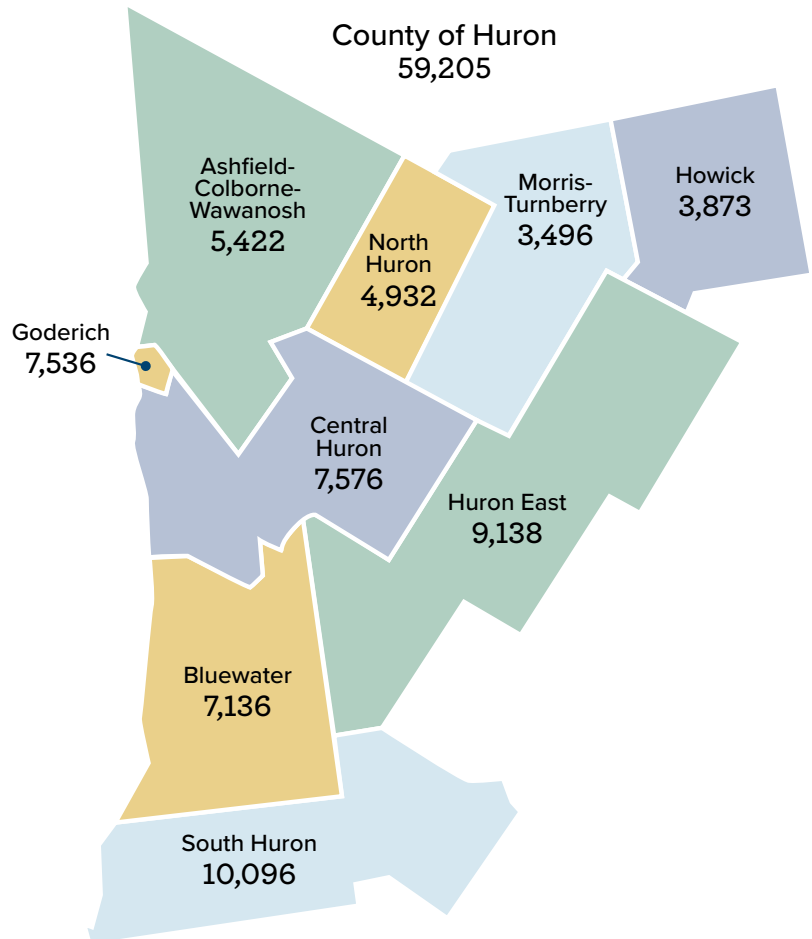 County of Huron
59,205
Ashfield-
Colborne-
Wawanosh
5,422
North
Huron
4,932
Morris-
Turnberry
3,496
Howick
3,873
Goderich
7,536
Central
Huron
7,576
Huron East
9,138
Bluewater
7,136
South Huron
10,096